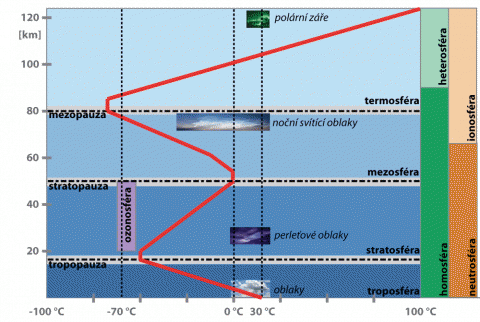 120
[km]
100
80
60
40
20
polární záře
termosféra
mezopauza
noční svítící oblaky
mezosféra
stratopauza
ozonosféra
perleťové oblaky
stratosféra
tropopauza
oblaky
troposféra
heterosféra
homosféra
ionosféra
neutrosféra
-100 °C
-70 °C
0 °C
30 °C
100 °C